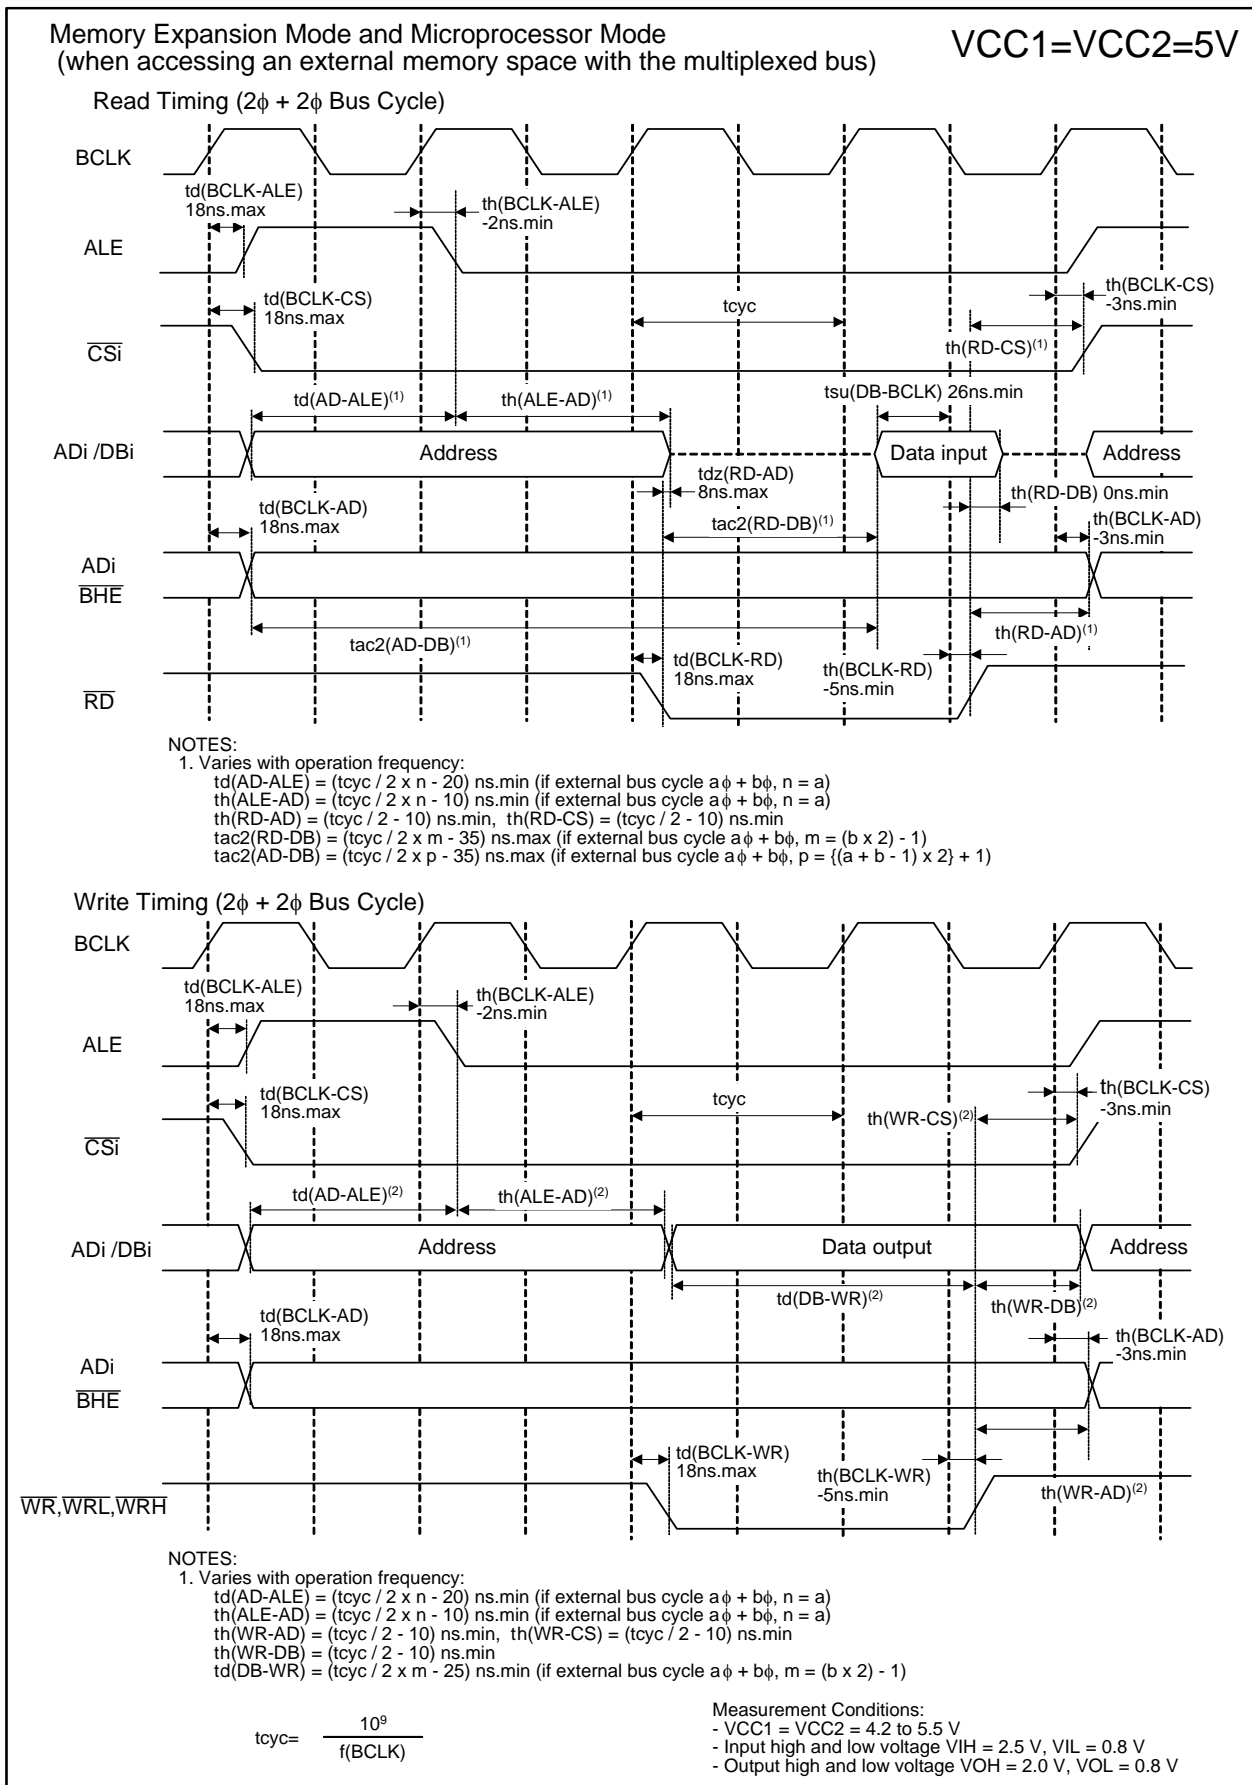 Memory Expansion Mode and Microprocessor Mode
(when accessing an external memory space with the multiplexed bus)
VCC1=VCC2=5V
Read Timing (2ϕ + 2ϕ Bus Cycle)
BCLK
td(BCLK-ALE)
18ns.max
th(BCLK-ALE)
-2ns.min
ALE
td(BCLK-CS)
18ns.max
tcyc
th(BCLK-CS)
-3ns.min
CSi
th(RD-CS)(1)
td(AD-ALE)(1)
th(ALE-AD)(1)
tsu(DB-BCLK) 26ns.min
ADi /DBi
Address
Data input
Address
tdz(RD-AD)
8ns.max
th(RD-DB) 0ns.min
td(BCLK-AD)
18ns.max
tac2(RD-DB)(1)
th(BCLK-AD)
-3ns.min
ADi
BHE
tac2(AD-DB)(1)
th(RD-AD)(1)
td(BCLK-RD)
18ns.max
th(BCLK-RD)
-5ns.min
RD
NOTES:
1. Varies with operation frequency:
td(AD-ALE) = (tcyc / 2 x n - 20) ns.min (if external bus cycle aϕ + bϕ, n = a)
th(ALE-AD) = (tcyc / 2 x n - 10) ns.min (if external bus cycle aϕ + bϕ, n = a)
th(RD-AD) = (tcyc / 2 - 10) ns.min, th(RD-CS) = (tcyc / 2 - 10) ns.min
tac2(RD-DB) = (tcyc / 2 x m - 35) ns.max (if external bus cycle aϕ + bϕ, m = (b x 2) - 1)
tac2(AD-DB) = (tcyc / 2 x p - 35) ns.max (if external bus cycle aϕ + bϕ, p = {(a + b - 1) x 2} + 1)
Write Timing (2ϕ + 2ϕ Bus Cycle)
BCLK
td(BCLK-ALE)
18ns.max
th(BCLK-ALE)
-2ns.min
ALE
td(BCLK-CS)
18ns.max
tcyc
th(BCLK-CS)
-3ns.min
th(WR-CS)(2)
CSi
td(AD-ALE)(2)
th(ALE-AD)(2)
ADi /DBi
Address
Data output
Address
td(DB-WR)(2)
th(WR-DB)(2)
td(BCLK-AD)
18ns.max
th(BCLK-AD)
-3ns.min
ADi
BHE
td(BCLK-WR)
18ns.max
th(BCLK-WR)
-5ns.min
th(WR-AD)(2)
WR,WRL,WRH
NOTES:
1. Varies with operation frequency:
td(AD-ALE) = (tcyc / 2 x n - 20) ns.min (if external bus cycle aϕ + bϕ, n = a)
th(ALE-AD) = (tcyc / 2 x n - 10) ns.min (if external bus cycle aϕ + bϕ, n = a)
th(WR-AD) = (tcyc / 2 - 10) ns.min, th(WR-CS) = (tcyc / 2 - 10) ns.min
th(WR-DB) = (tcyc / 2 - 10) ns.min
td(DB-WR) = (tcyc / 2 x m - 25) ns.min (if external bus cycle aϕ + bϕ, m = (b x 2) - 1)
tcyc=
10⁹
f(BCLK)
Measurement Conditions:
- VCC1 = VCC2 = 4.2 to 5.5 V
- Input high and low voltage VIH = 2.5 V, VIL = 0.8 V
- Output high and low voltage VOH = 2.0 V, VOL = 0.8 V